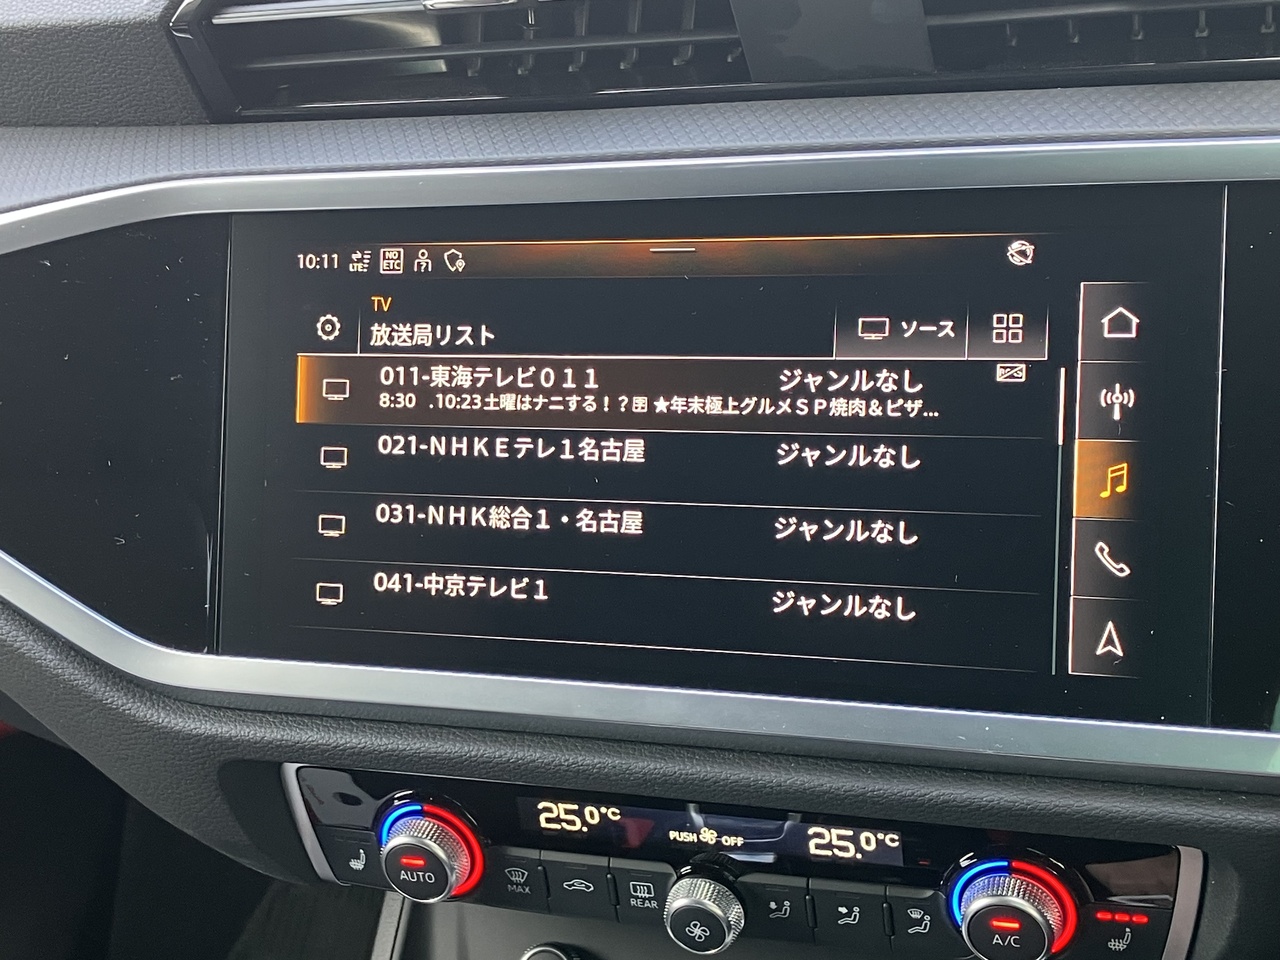 10:11 LTE NO ETC
TV
放送局リスト
ソース
011-東海テレビ011 ジャンルなし
8:30 .10:23土曜はナニする！？🈑 ★年末極上グルメＳＰ焼肉＆ピザ...
021-ＮＨＫＥテレ１名古屋 ジャンルなし
031-ＮＨＫ総合１・名古屋 ジャンルなし
041-中京テレビ１ ジャンルなし
25.0°C
PUSH OFF
25.0°C
AUTO
MAX
REAR
A/C